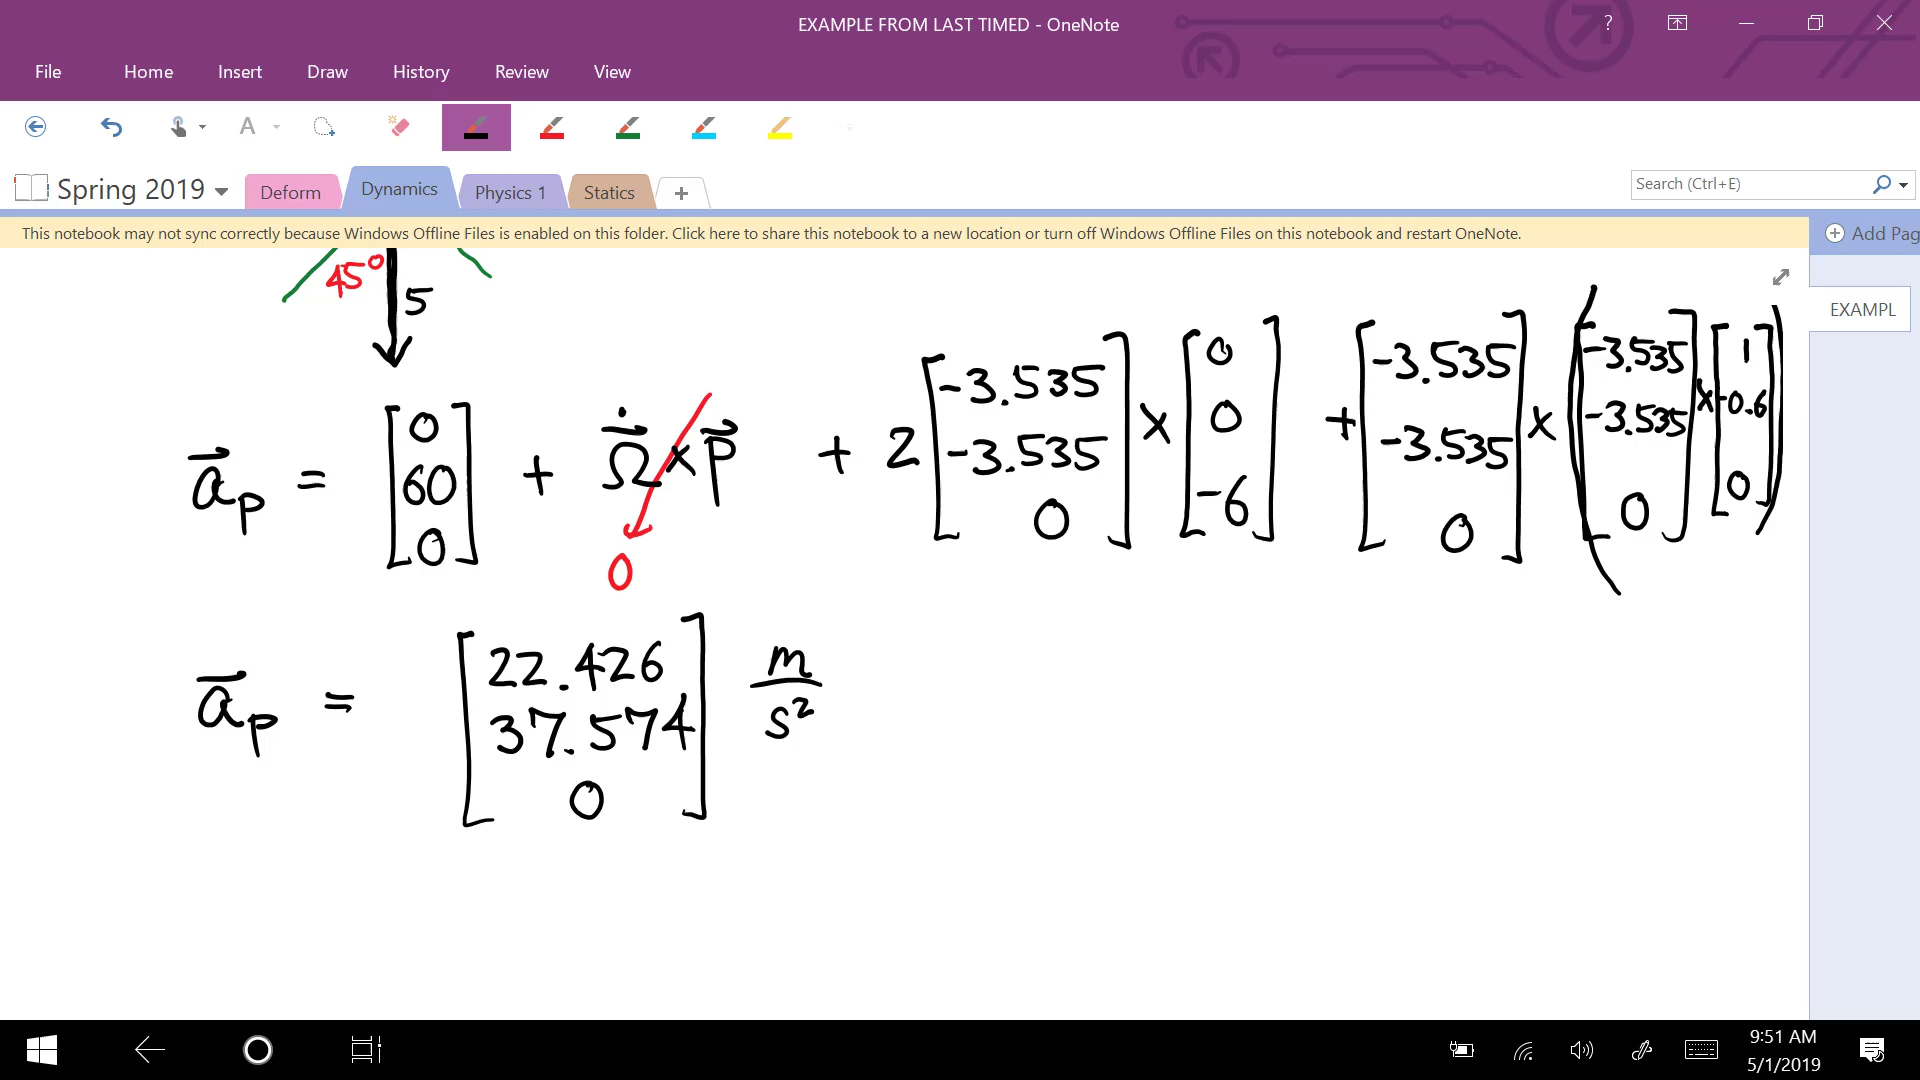 EXAMPLE FROM LAST TIMED - OneNote
?
File Home Insert Draw History Review View
A
Spring 2019 Deform Dynamics Physics 1 Statics +
Search (Ctrl+E)
This notebook may not sync correctly because Windows Offline Files is enabled on this folder. Click here to share this notebook to a new location or turn off Windows Offline Files on this notebook and restart OneNote.
Add Pag
EXAMPL
45° 5
a⃗p = [0 60 0] + Ω⃗̇ × p⃗ + 2 [-3.535 -3.535 0] × [0 0 -6] + [-3.535 -3.535 0] × ([-3.535 -3.535 0] × [1 -0.6 0])
0
a⃗p = [22.426 37.574 0] m/s²
9:51 AM
5/1/2019